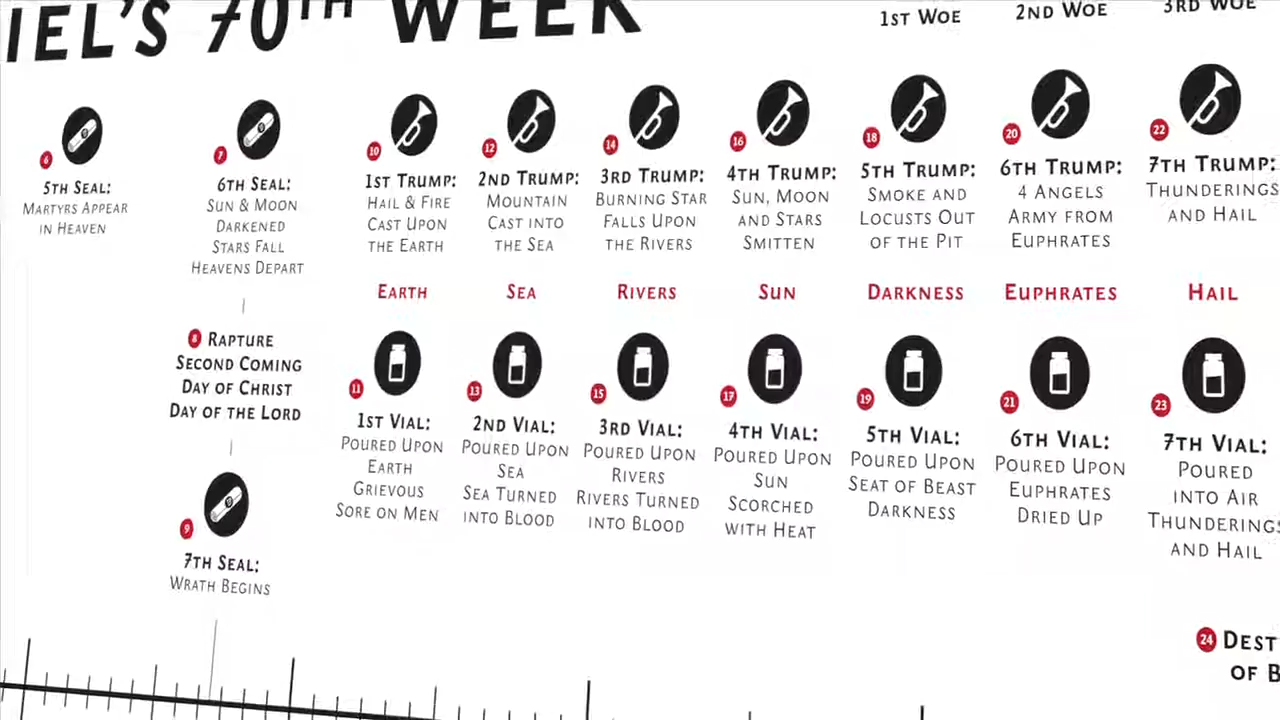 IEL'S 70TH WEEK
1ST WOE
2ND WOE
3RD WOE
6
5TH SEAL:
MARTYRS APPEAR
IN HEAVEN
7
6TH SEAL:
SUN & MOON
DARKENED
STARS FALL
HEAVENS DEPART
8 RAPTURE
SECOND COMING
DAY OF CHRIST
DAY OF THE LORD
9
7TH SEAL:
WRATH BEGINS
10
1ST TRUMP:
HAIL & FIRE
CAST UPON
THE EARTH
12
2ND TRUMP:
MOUNTAIN
CAST INTO
THE SEA
14
3RD TRUMP:
BURNING STAR
FALLS UPON
THE RIVERS
16
4TH TRUMP:
SUN, MOON
AND STARS
SMITTEN
18
5TH TRUMP:
SMOKE AND
LOCUSTS OUT
OF THE PIT
20
6TH TRUMP:
4 ANGELS
ARMY FROM
EUPHRATES
22
7TH TRUMP:
THUNDERINGS
AND HAIL
EARTH
SEA
RIVERS
SUN
DARKNESS
EUPHRATES
HAIL
11
1ST VIAL:
POURED UPON
EARTH
GRIEVOUS
SORE ON MEN
13
2ND VIAL:
POURED UPON
SEA
SEA TURNED
INTO BLOOD
15
3RD VIAL:
POURED UPON
RIVERS
RIVERS TURNED
INTO BLOOD
17
4TH VIAL:
POURED UPON
SUN
SCORCHED
WITH HEAT
19
5TH VIAL:
POURED UPON
SEAT OF BEAST
DARKNESS
21
6TH VIAL:
POURED UPON
EUPHRATES
DRIED UP
23
7TH VIAL:
POURED
INTO AIR
THUNDERINGS
AND HAIL
24 DEST
OF B